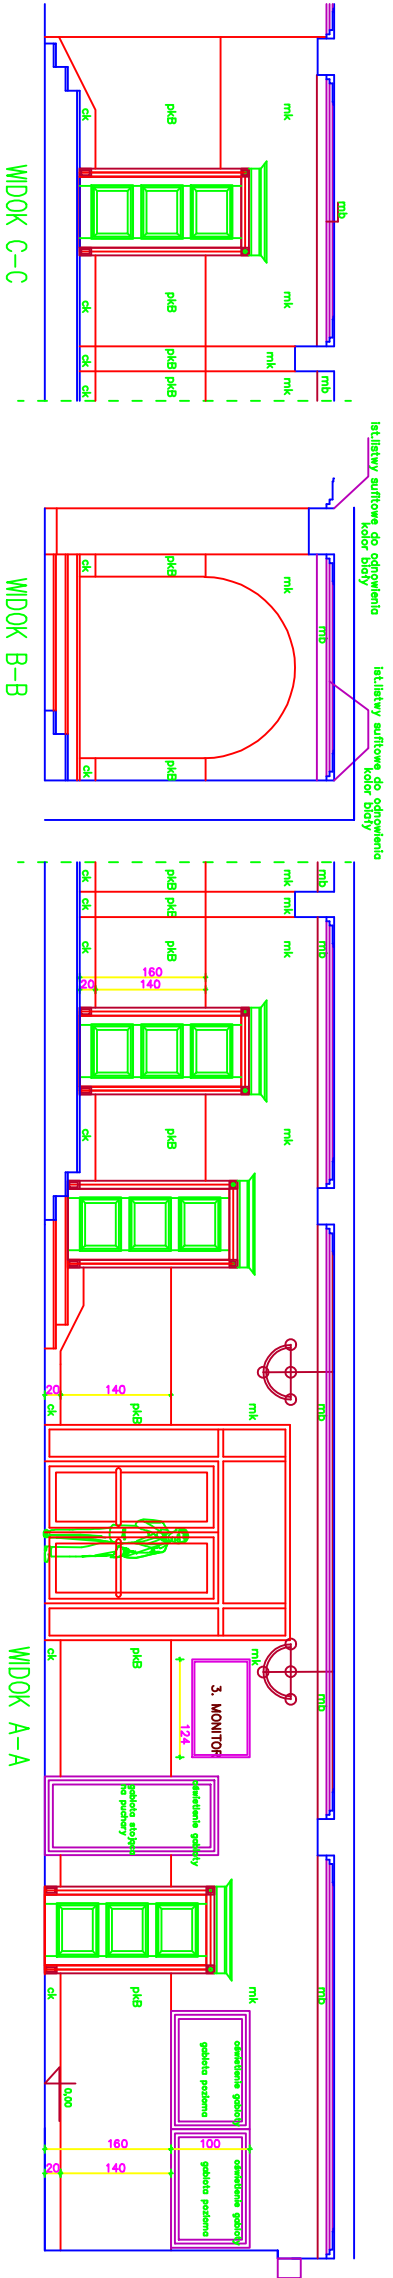 mb mb
mk mk mk mk
pkB pkB pkB pkB
ck ck ck ck
WIDOK C-C
ist.listwy sufitowe do odnowienia
kolor biały
ist.listwy sufitowe do odnowienia
kolor biały
mb
mk
pkB pkB
ck ck
WIDOK B-B
mb mb mb mb mb
mk mk mk mk mk mk mk
3. MONITOR
124
oświetlenie gabloty
gablota stojąca
na puchary
oświetlenie gabloty
gablota pozioma
oświetlenie gabloty
gablota pozioma
pkB pkB pkB pkB pkB pkB pkB
160
20 140
20 140
160 100
20 140
0,00
ck ck ck ck ck ck ck
WIDOK A-A